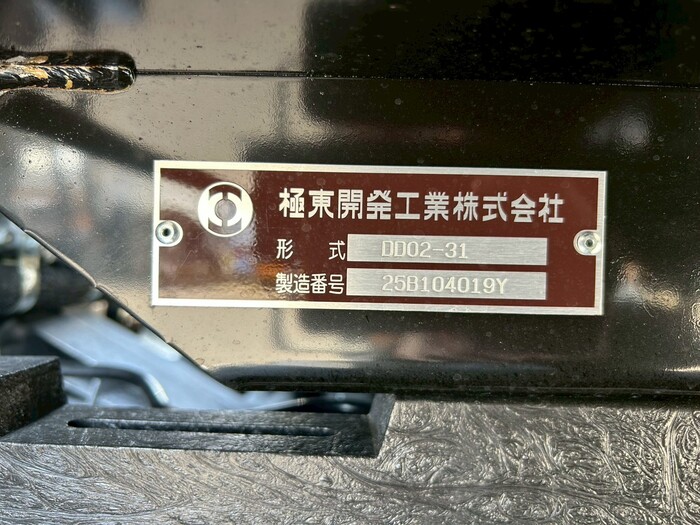 極東開発工業株式会社
形 式 DD02-31
製造番号 25B104019Y